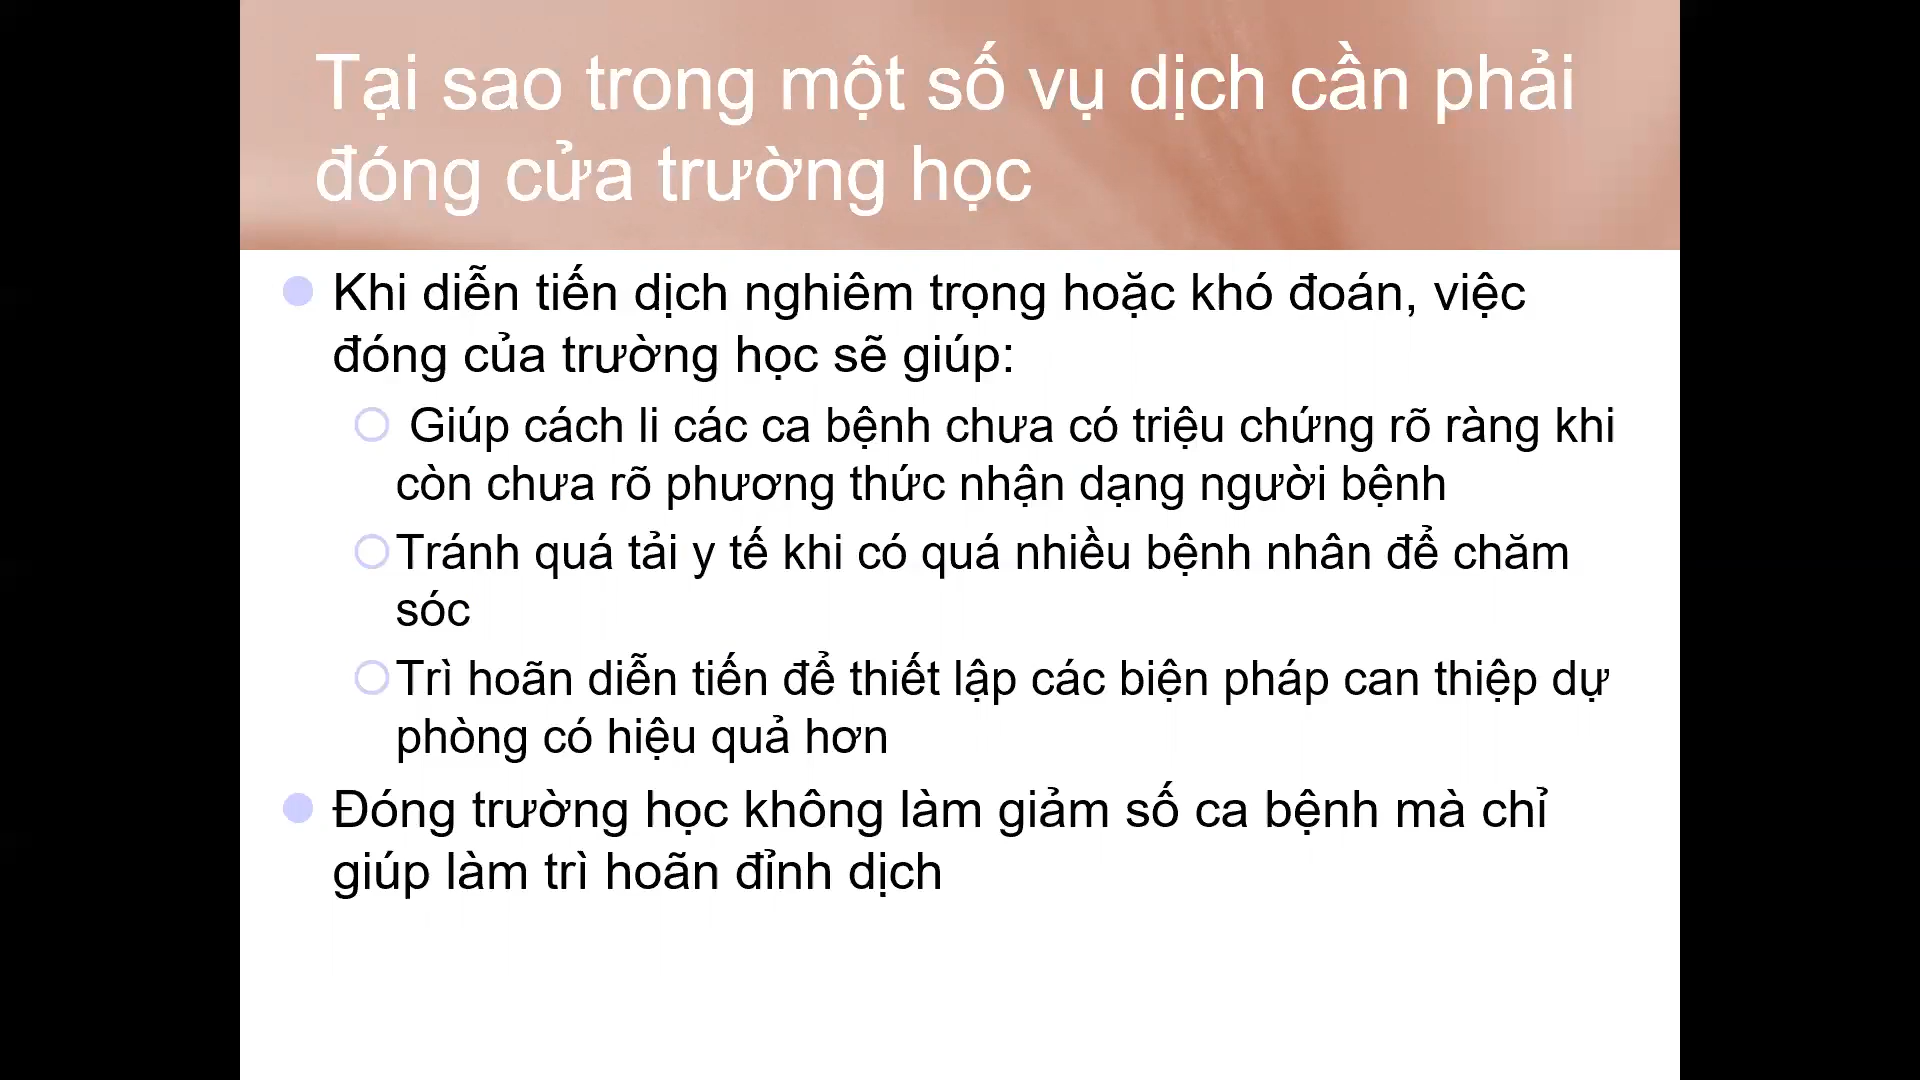 Tại sao trong một số vụ dịch cần phải
đóng cửa trường học
Khi diễn tiến dịch nghiêm trọng hoặc khó đoán, việc
đóng của trường học sẽ giúp:
Giúp cách li các ca bệnh chưa có triệu chứng rõ ràng khi
còn chưa rõ phương thức nhận dạng người bệnh
Tránh quá tải y tế khi có quá nhiều bệnh nhân để chăm
sóc
Trì hoãn diễn tiến để thiết lập các biện pháp can thiệp dự
phòng có hiệu quả hơn
Đóng trường học không làm giảm số ca bệnh mà chỉ
giúp làm trì hoãn đỉnh dịch